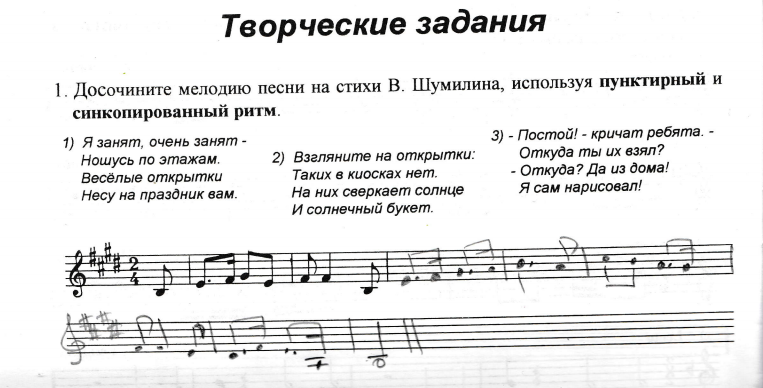 Творческие задания
1. Досочините мелодию песни на стихи В. Шумилина, используя пунктирный и
синкопированный ритм.
1) Я занят, очень занят -
Ношусь по этажам.
Весёлые открытки
Несу на праздник вам.
2) Взгляните на открытки:
Таких в киосках нет.
На них сверкает солнце
И солнечный букет.
3) - Постой! - кричат ребята. -
Откуда ты их взял?
- Откуда? Да из дома!
Я сам нарисовал!
2
4